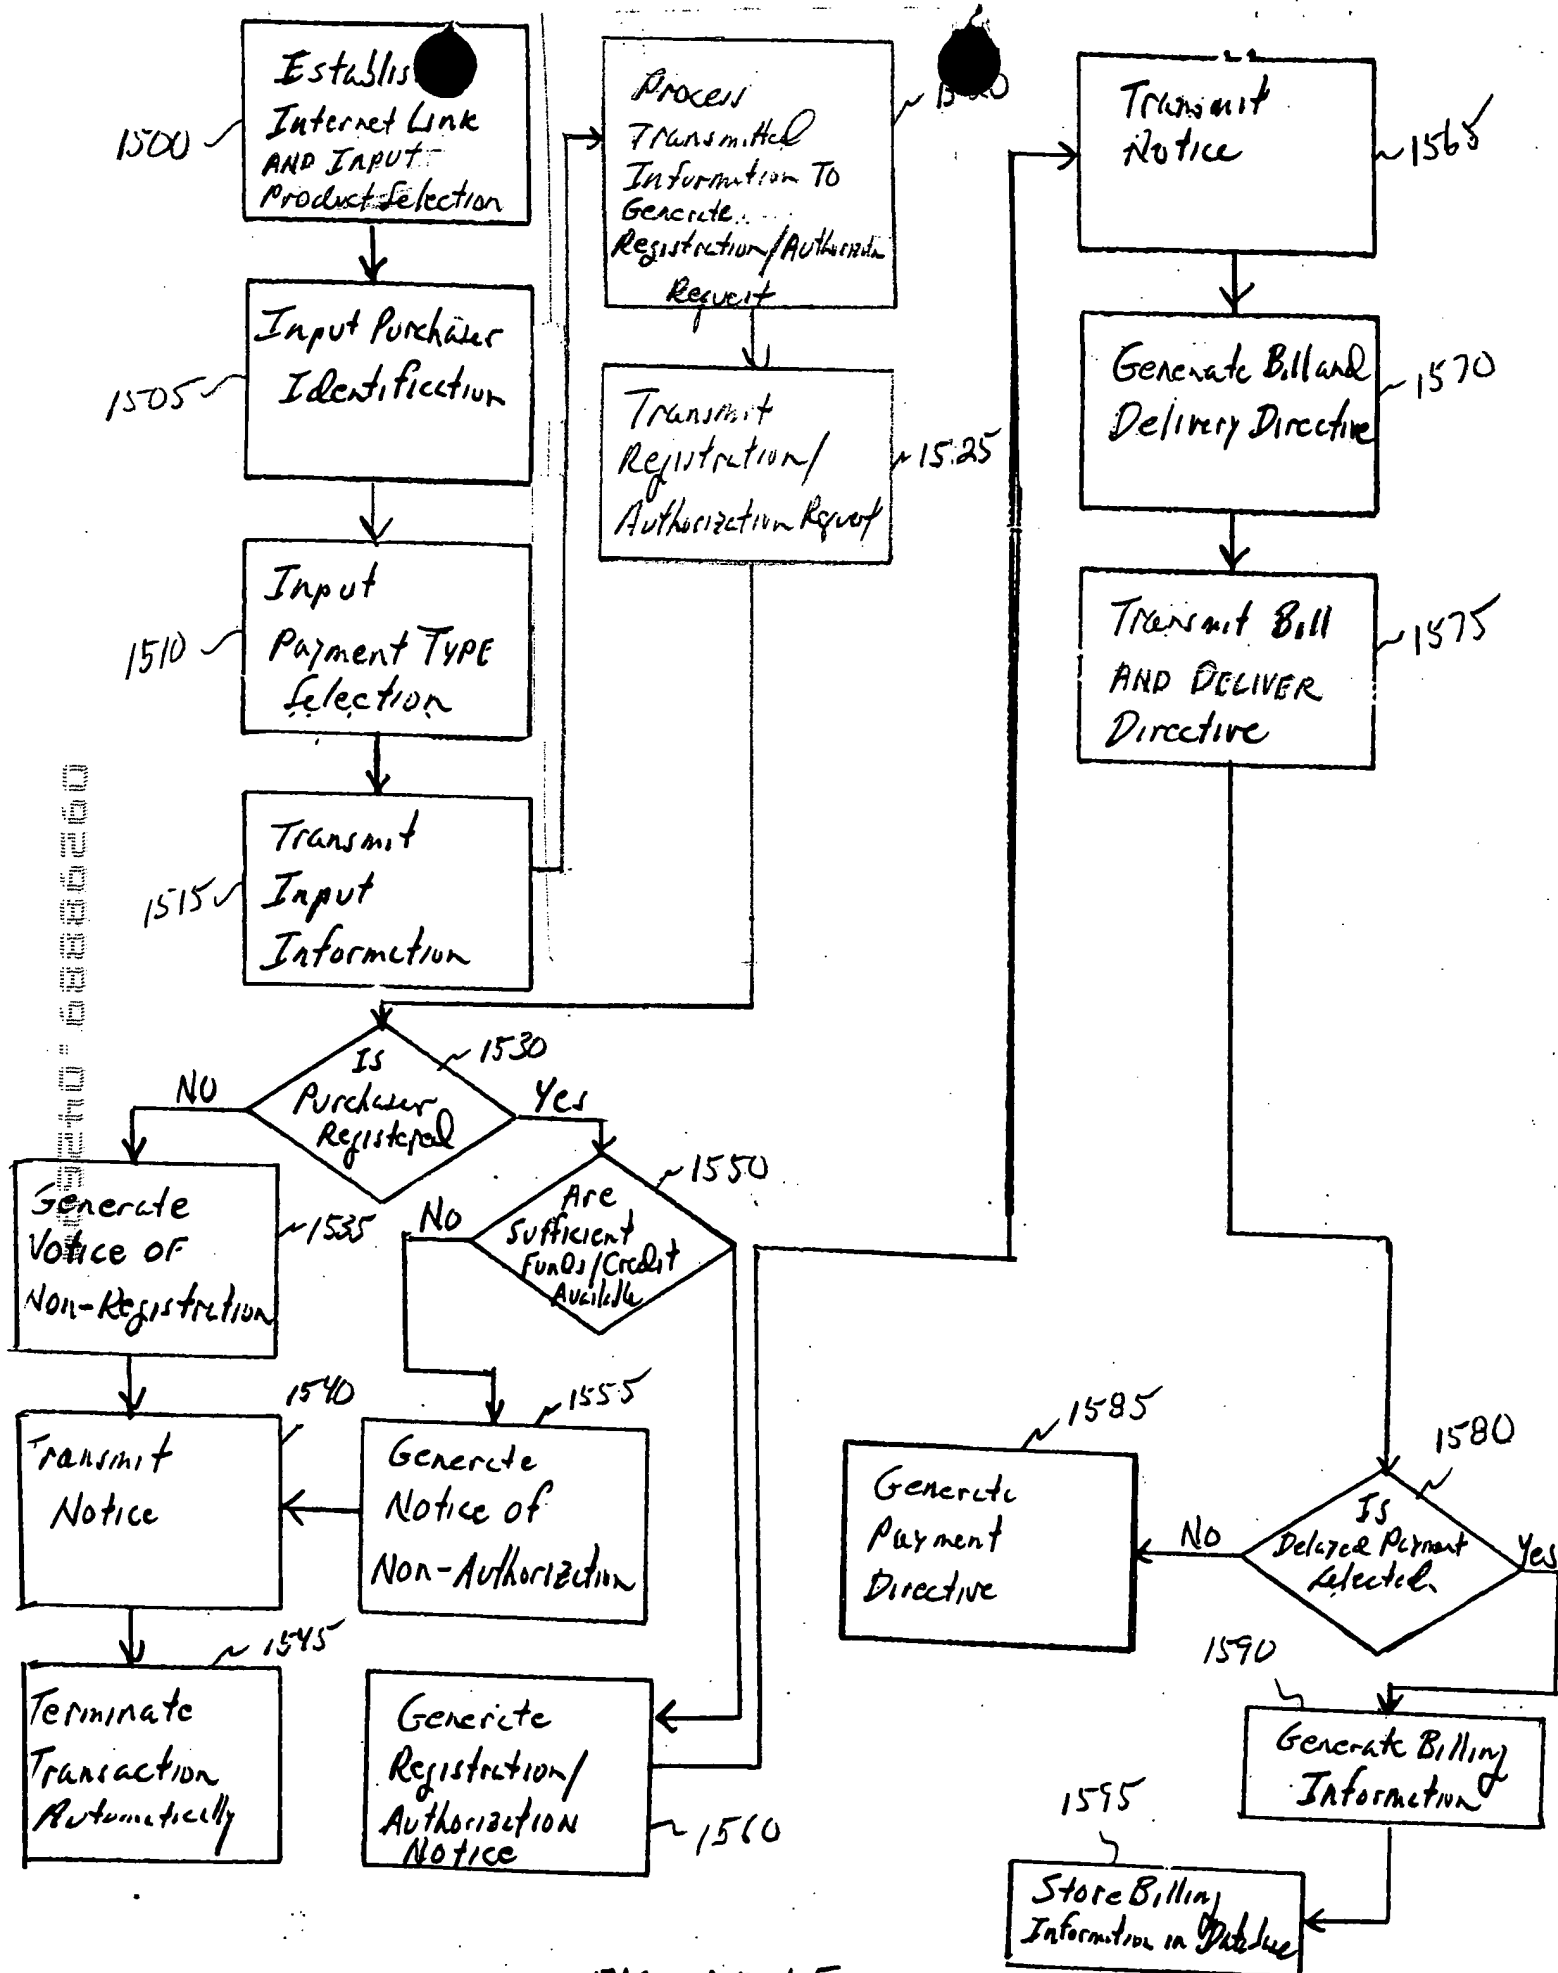 Establis
Internet Link
AND INPUT
Product Selection
1500
Input Purchaser
Identification
1505
Input
Payment TYPE
Selection
1510
Transmit
Input
Information
1515
Process
Transmitted
Information To
Generate
Registration/Authorization
Request
Transmit
Registration/
Authorization Request
1525
Is
Purchaser
Registered
1530
NO
Yes
Generate
Notice OF
Non-Registration
1535
Transmit
Notice
1540
Terminate
Transaction
Automatically
1545
Are
Sufficient
Funds/Credit
Available
1550
No
Generate
Notice of
Non-Authorization
1555
Generate
Registration/
Authorization
Notice
1560
Transmit
Notice
1565
Generate Bill and
Delivery Directive
1570
Transmit Bill
AND DELIVER
Directive
1575
Is
Delayed Payment
Selected
1580
No
Yes
Generate
Payment
Directive
1585
Generate Billing
Information
1590
Store Billing
Information in Database
1595